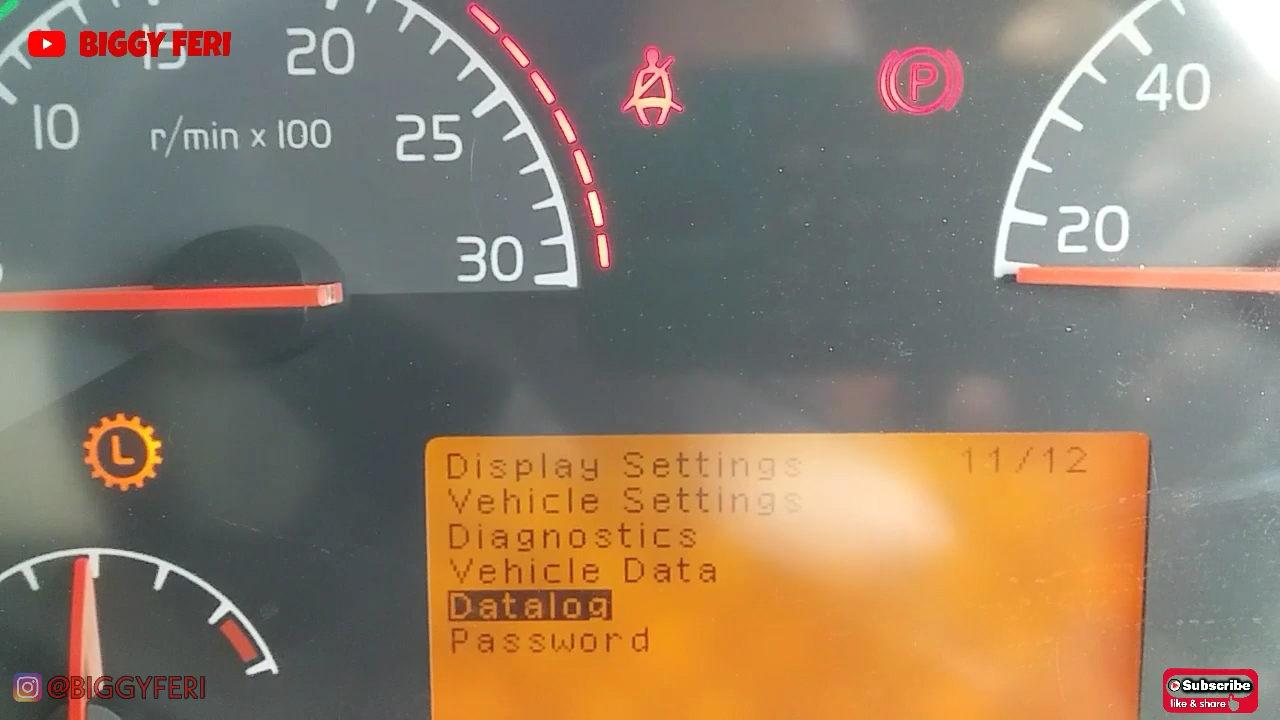 BIGGY FERI
15
20
10
r/min x 100
25
30
P
40
20
L
Display Settings 11/12
Vehicle Settings
Diagnostics
Vehicle Data
Datalog
Password
@BIGGYFERI
Subscribe
like & share